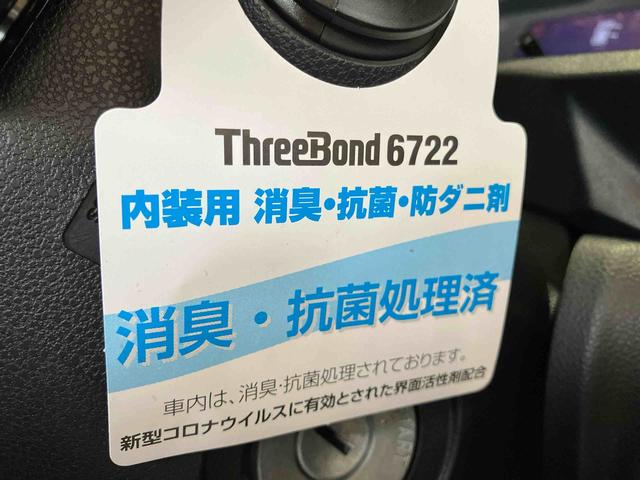 ThreeBond 6722
内装用 消臭・抗菌・防ダニ剤
消臭・抗菌処理済
車内は、消臭・抗菌処理されております。
新型コロナウイルスに有効とされた界面活性剤配合